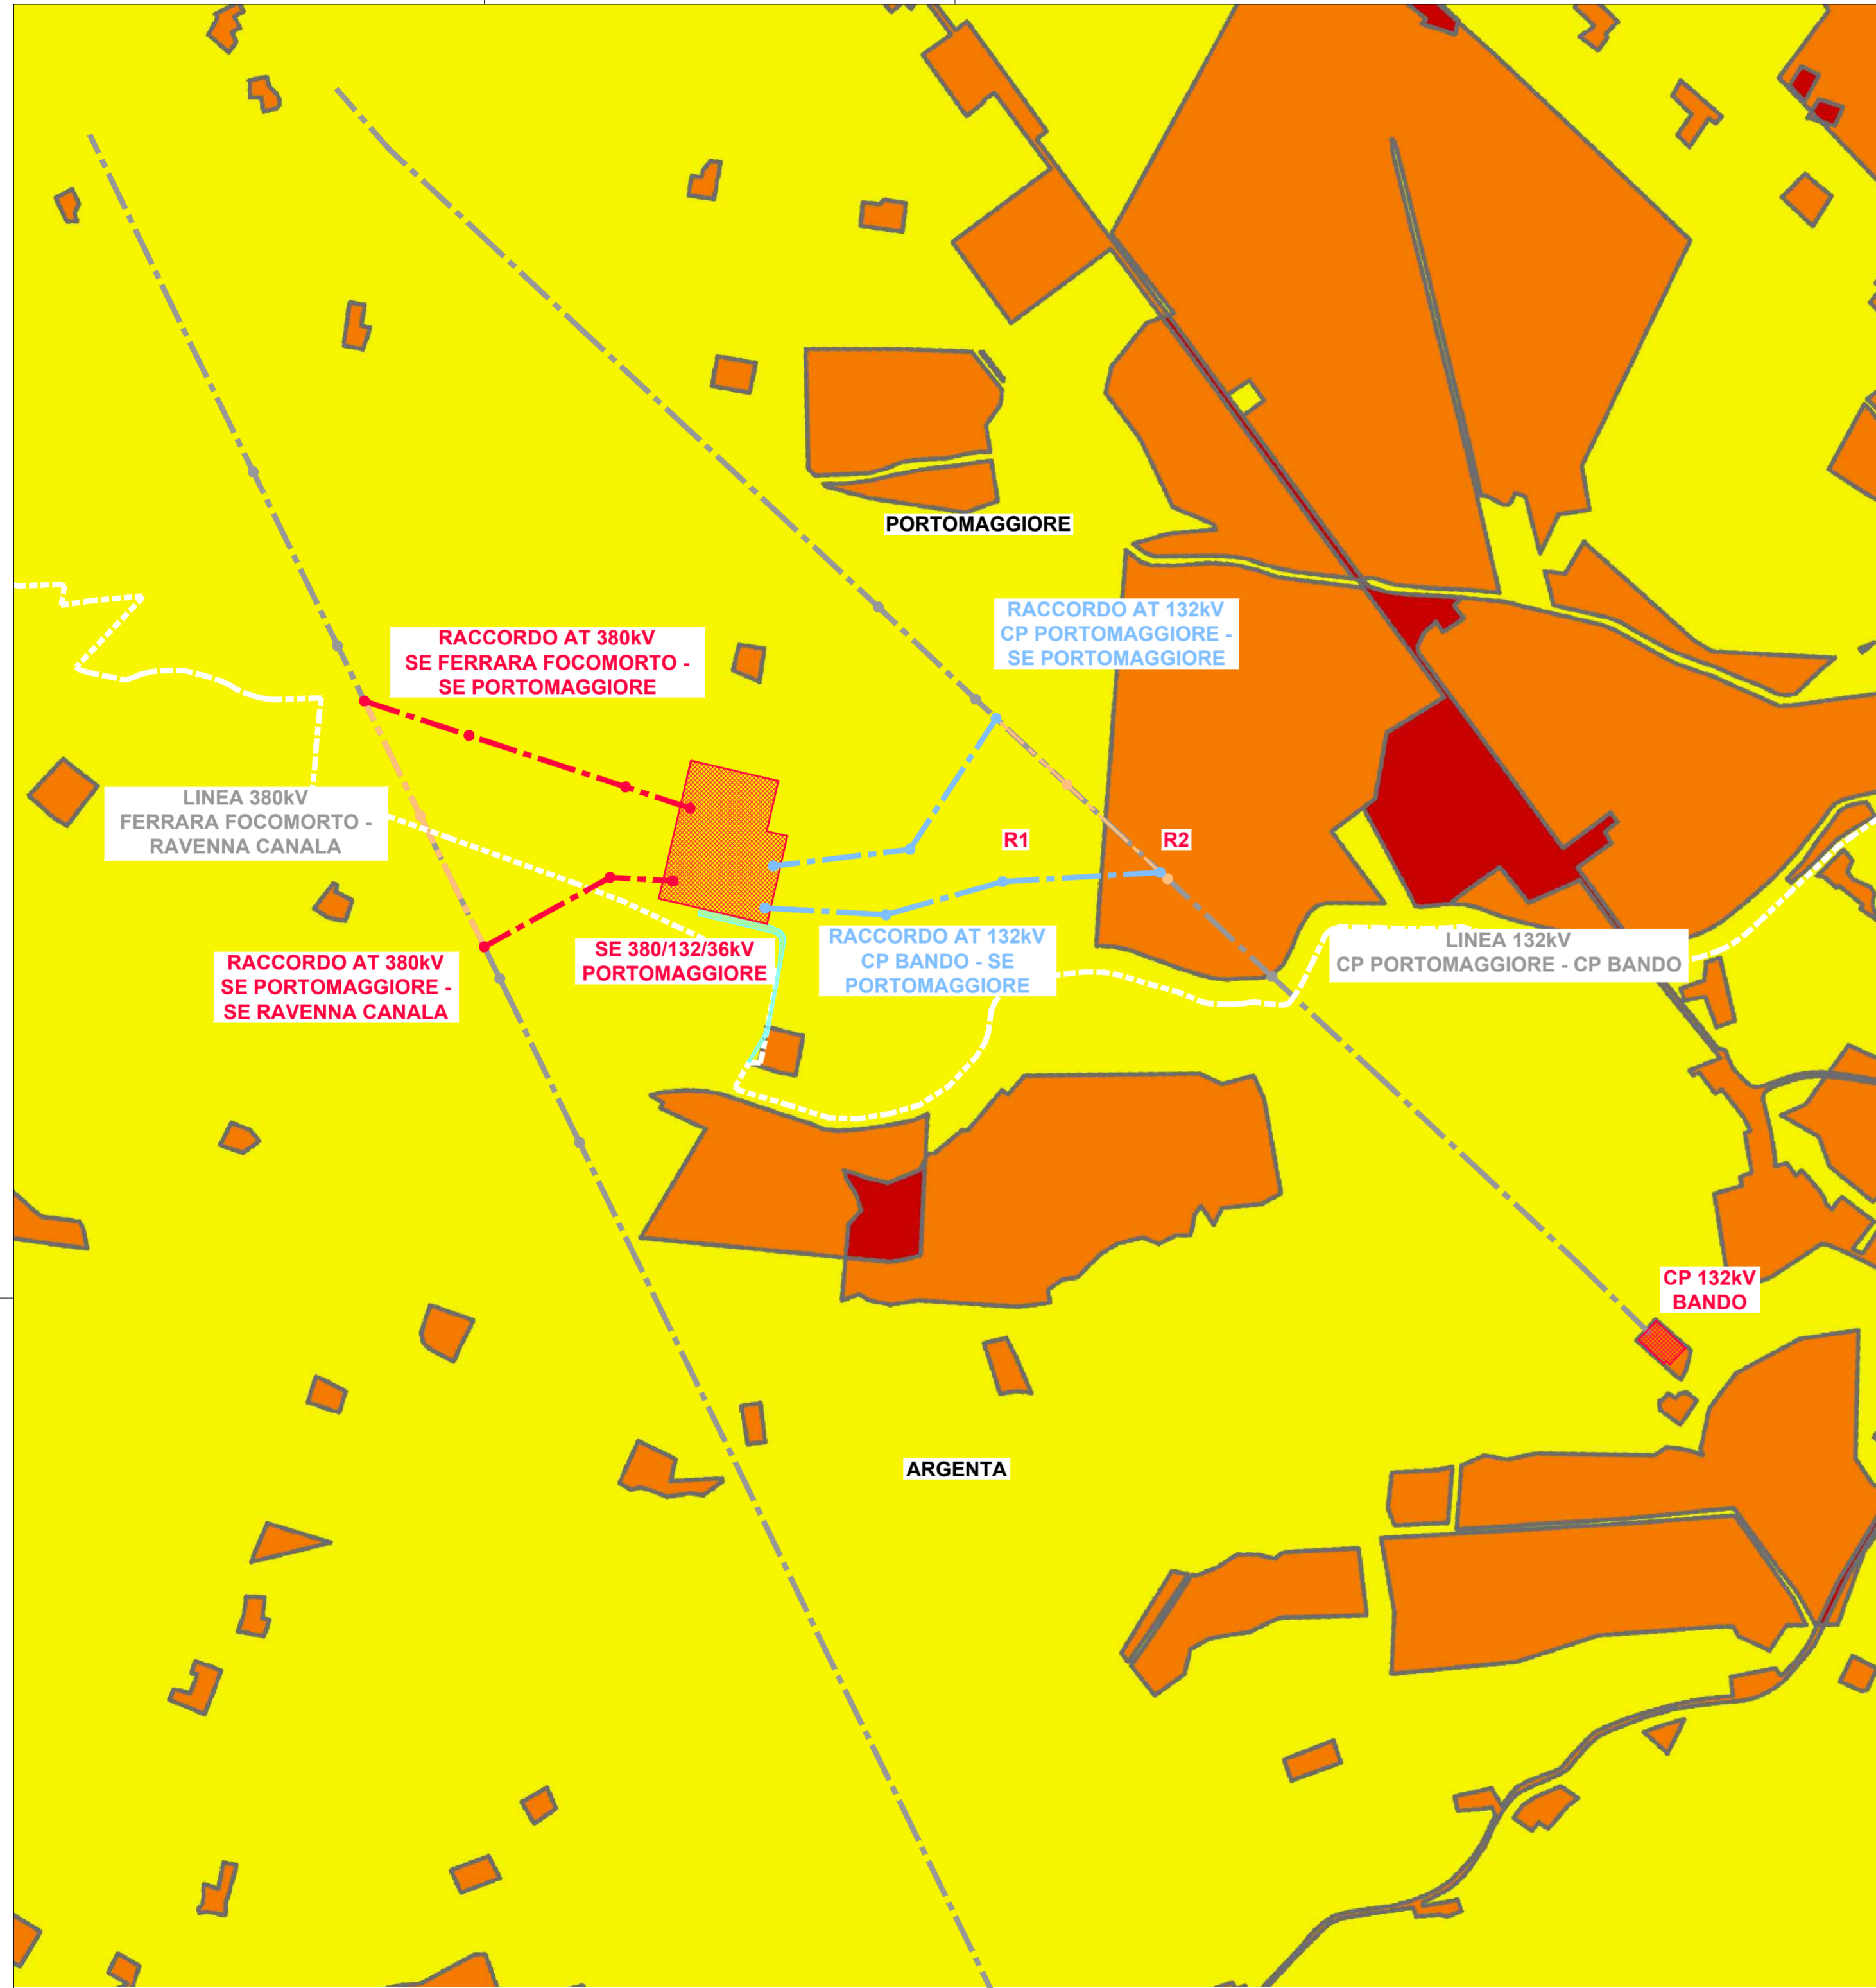 PORTOMAGGIORE
RACCORDO AT 132kV
CP PORTOMAGGIORE -
SE PORTOMAGGIORE
RACCORDO AT 380kV
SE FERRARA FOCOMORTO -
SE PORTOMAGGIORE
LINEA 380kV
FERRARA FOCOMORTO -
RAVENNA CANALA
R1
R2
RACCORDO AT 380kV
SE PORTOMAGGIORE -
SE RAVENNA CANALA
SE 380/132/36kV
PORTOMAGGIORE
RACCORDO AT 132kV
CP BANDO - SE
PORTOMAGGIORE
LINEA 132kV
CP PORTOMAGGIORE - CP BANDO
CP 132kV
BANDO
ARGENTA